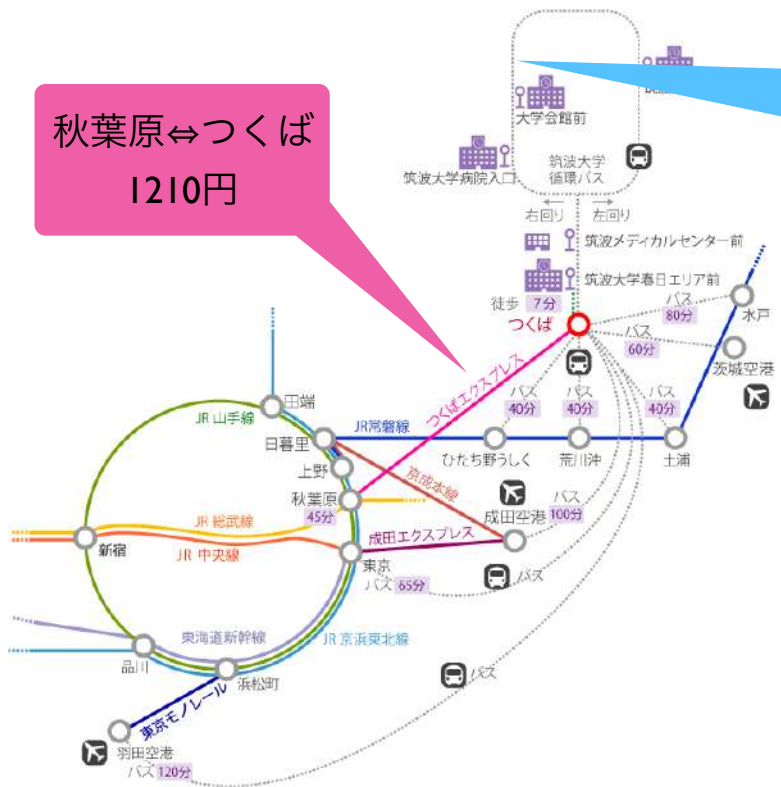 秋葉原⇔つくば
1210円
大学会館前
筑波大学病院入口
筑波大学
循環バス
右回り
左回り
筑波メディカルセンター前
筑波大学春日エリア前
徒歩 7分
つくば
バス
80分
水戸
バス
60分
茨城空港
つくばエクスプレス
バス
40分
バス
40分
バス
40分
田端
JR山手線
日暮里
JR常磐線
ひたち野うしく
荒川沖
土浦
上野
京成本線
秋葉原
45分
バス
100分
成田空港
JR 総武線
成田エクスプレス
新宿
JR 中央線
東京
バス 65分
バス
東海道新幹線
JR京浜東北線
品川
浜松町
バス
東京モノレール
羽田空港
バス 120分